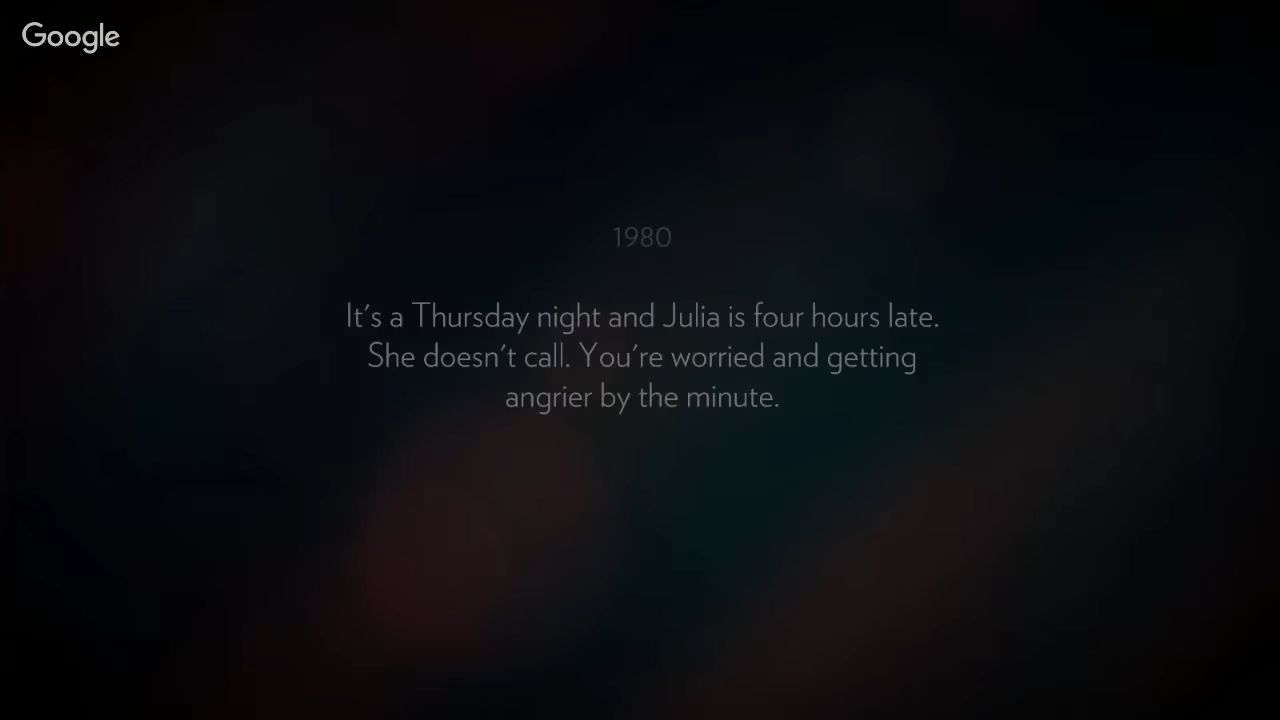 Google
1980
It's a Thursday night and Julia is four hours late.
She doesn't call. You're worried and getting
angrier by the minute.